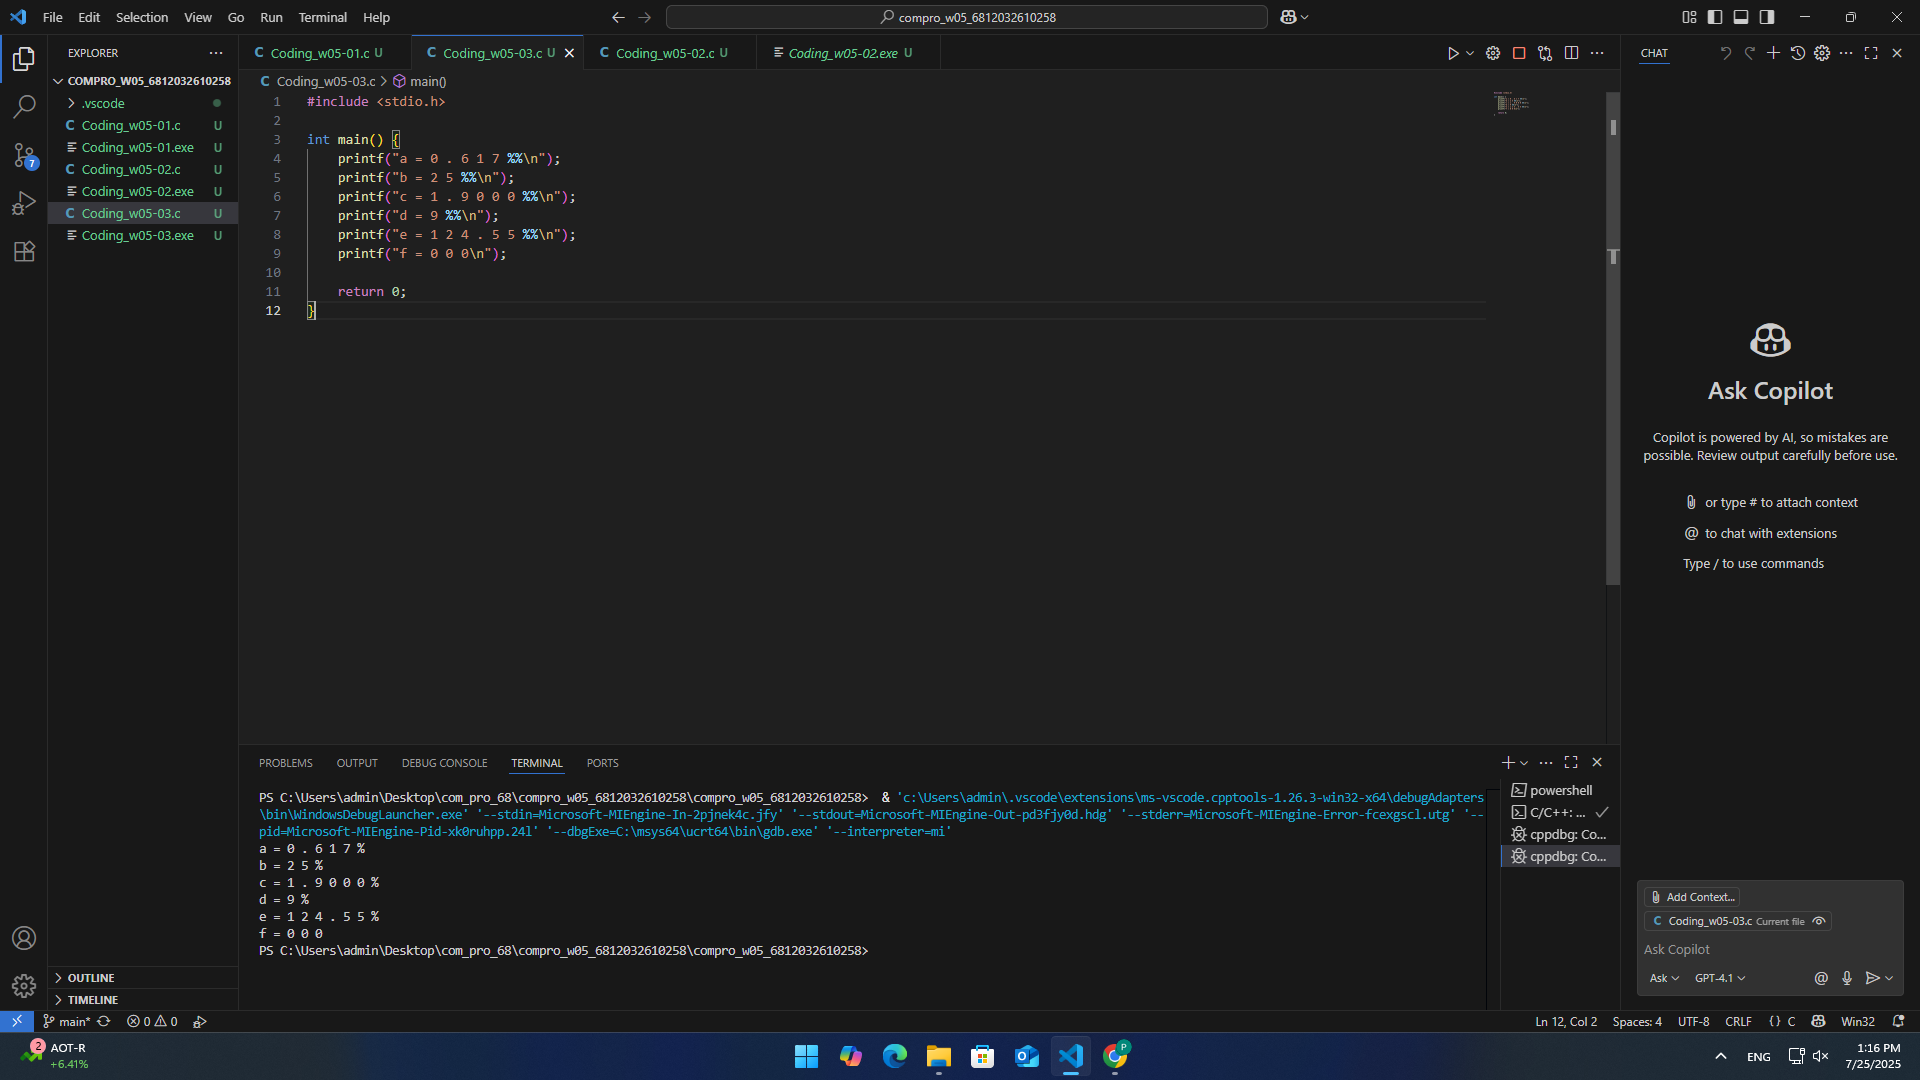 File Edit Selection View Go Run Terminal Help
compro_w05_6812032610258
EXPLORER
COMPRO_W05_6812032610258
.vscode
C Coding_w05-01.c U
Coding_w05-01.exe U
C Coding_w05-02.c U
Coding_w05-02.exe U
C Coding_w05-03.c U
Coding_w05-03.exe U
7
OUTLINE
TIMELINE
C Coding_w05-01.c U
C Coding_w05-03.c U
C Coding_w05-02.c U
Coding_w05-02.exe U
C Coding_w05-03.c > main()
1 #include <stdio.h>
2
3 int main() {
4 printf("a = 0 . 6 1 7 %%\n");
5 printf("b = 2 5 %%\n");
6 printf("c = 1 . 9 0 0 0 %%\n");
7 printf("d = 9 %%\n");
8 printf("e = 1 2 4 . 5 5 %%\n");
9 printf("f = 0 0 0\n");
10
11 return 0;
12 }
PROBLEMS OUTPUT DEBUG CONSOLE TERMINAL PORTS
PS C:\Users\admin\Desktop\com_pro_68\compro_w05_6812032610258\compro_w05_6812032610258> & 'c:\Users\admin\.vscode\extensions\ms-vscode.cpptools-1.26.3-win32-x64\debugAdapters
\bin\WindowsDebugLauncher.exe' '--stdin=Microsoft-MIEngine-In-2pjnek4c.jfy' '--stdout=Microsoft-MIEngine-Out-pd3fjy0d.hdg' '--stderr=Microsoft-MIEngine-Error-fcexgscl.utg' '--
pid=Microsoft-MIEngine-Pid-xk0ruhpp.24l' '--dbgExe=C:\msys64\ucrt64\bin\gdb.exe' '--interpreter=mi'
a = 0 . 6 1 7 %
b = 2 5 %
c = 1 . 9 0 0 0 %
d = 9 %
e = 1 2 4 . 5 5 %
f = 0 0 0
PS C:\Users\admin\Desktop\com_pro_68\compro_w05_6812032610258\compro_w05_6812032610258>
powershell
C/C++: ...
cppdbg: Co...
cppdbg: Co...
CHAT
Ask Copilot
Copilot is powered by AI, so mistakes are
possible. Review output carefully before use.
or type # to attach context
@ to chat with extensions
Type / to use commands
Add Context...
C Coding_w05-03.c Current file
Ask Copilot
Ask GPT-4.1
main* 0 0
Ln 12, Col 2 Spaces: 4 UTF-8 CRLF {} C Win32
2
AOT-R
+6.41%
P
ENG
1:16 PM
7/25/2025